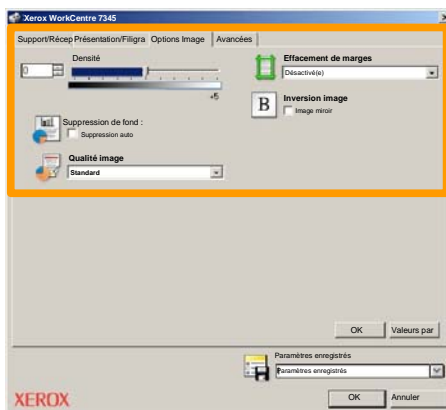 Xerox WorkCentre 7345
Support/Récep Présentation/Filigra Options Image Avancées
Densité
0
+5
Suppression de fond :
Suppression auto
Qualité image
Standard
Effacement de marges
Désactivé(e)
B
Inversion image
Image miroir
OK Valeurs par
Paramètres enregistrés
Paramètres enregistrés
XEROX
OK Annuler